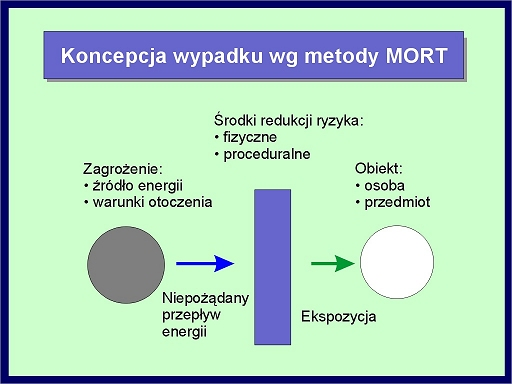 Koncepcja wypadku wg metody MORT
Środki redukcji ryzyka:
• fizyczne
• proceduralne
Zagrożenie:
• źródło energii
• warunki otoczenia
Obiekt:
• osoba
• przedmiot
Niepożądany
przepływ
energii
Ekspozycja